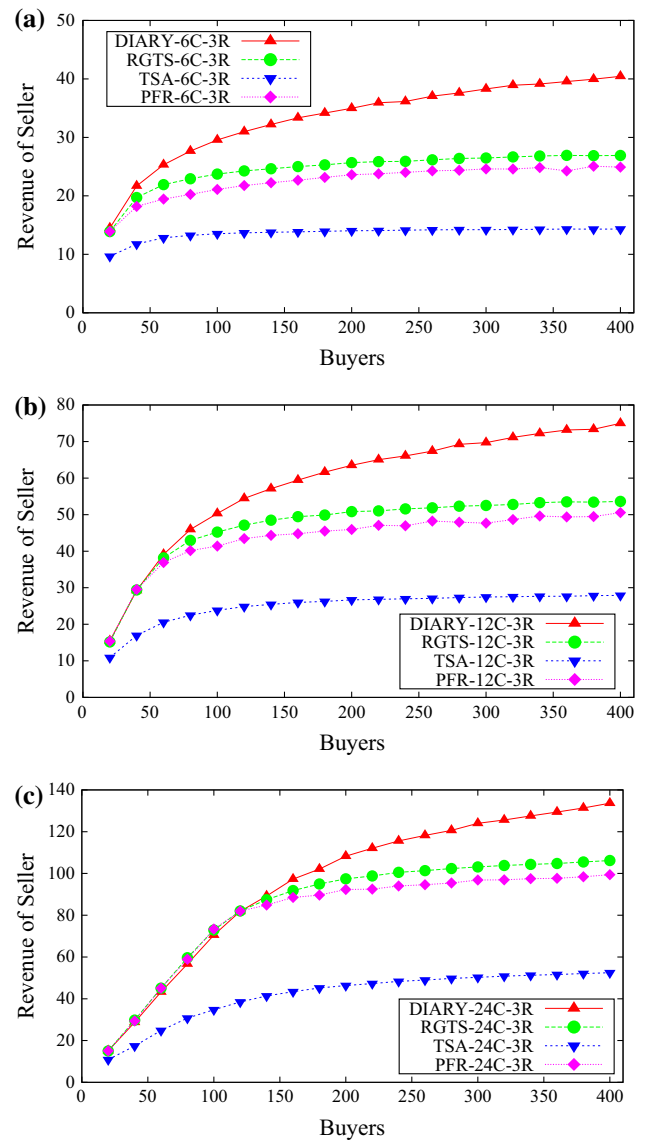 (a)
50
40
30
20
10
0
Revenue of Seller
DIARY-6C-3R
RGTS-6C-3R
TSA-6C-3R
PFR-6C-3R
0 50 100 150 200 250 300 350 400
Buyers
(b)
80
70
60
50
40
30
20
10
0
Revenue of Seller
DIARY-12C-3R
RGTS-12C-3R
TSA-12C-3R
PFR-12C-3R
0 50 100 150 200 250 300 350 400
Buyers
(c)
140
120
100
80
60
40
20
0
Revenue of Seller
DIARY-24C-3R
RGTS-24C-3R
TSA-24C-3R
PFR-24C-3R
0 50 100 150 200 250 300 350 400
Buyers